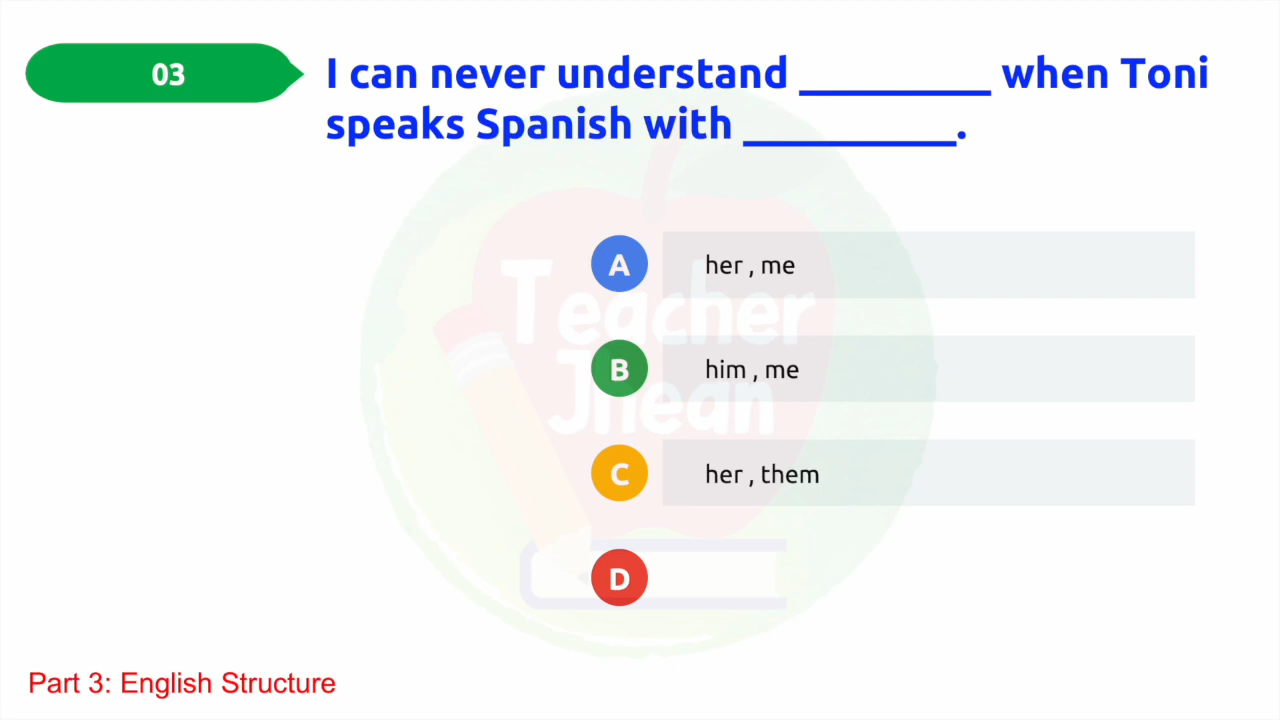 03
I can never understand __________ when Toni
speaks Spanish with ___________.
A
her , me
B
him , me
C
her , them
D
Teacher
Jhean
Part 3: English Structure